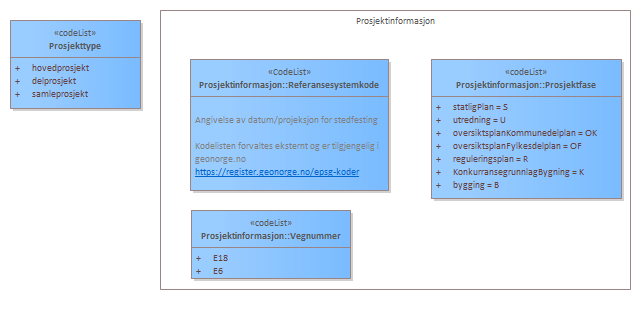 «codeList»
Prosjekttype
+ hovedprosjekt
+ delprosjekt
+ samleprosjekt
Prosjektinformasjon
«CodeList»
Prosjektinformasjon::Referansesystemkode
Angivelse av datum/projeksjon for stedfesting
Kodelisten forvaltes eksternt og er tilgjengelig i
geonorge.no
https://register.geonorge.no/epsg-koder
«codeList»
Prosjektinformasjon::Prosjektfase
+ statligPlan = S
+ utredning = U
+ oversiktsplanKommunedelplan = OK
+ oversiktsplanFylkesdelplan = OF
+ reguleringsplan = R
+ KonkurransegrunnlagBygning = K
+ bygging = B
«codeList»
Prosjektinformasjon::Vegnummer
+ E18
+ E6